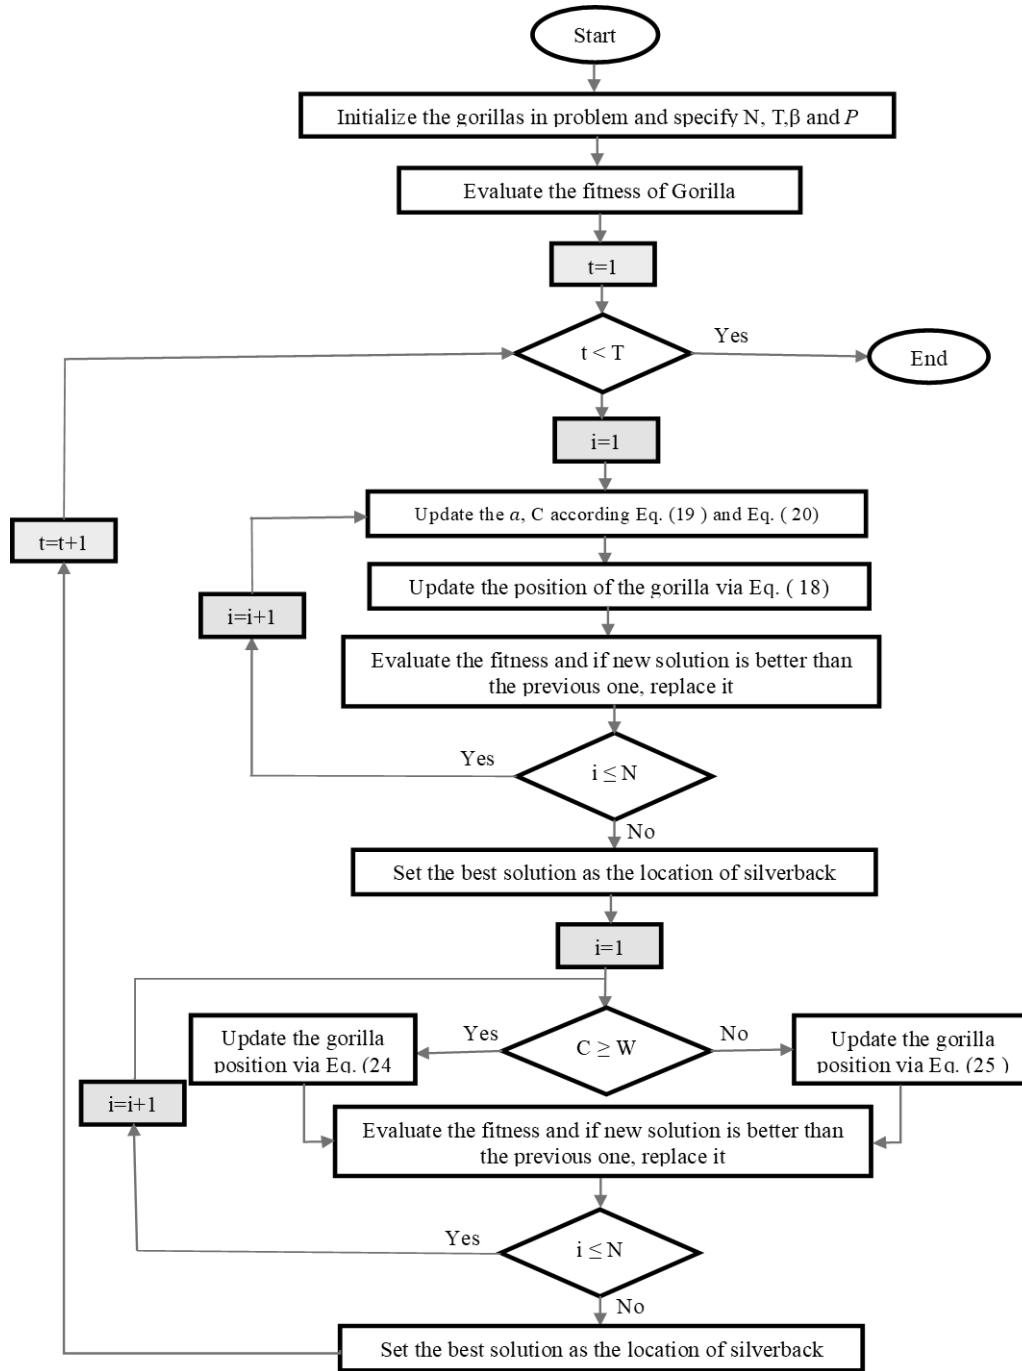 Start
Initialize the gorillas in problem and specify N, T,β and P
Evaluate the fitness of Gorilla
t=1
Yes
t < T
End
i=1
Update the a, C according Eq. (19 ) and Eq. ( 20)
t=t+1
Update the position of the gorilla via Eq. ( 18)
i=i+1
Evaluate the fitness and if new solution is better than
the previous one, replace it
Yes
i ≤ N
No
Set the best solution as the location of silverback
i=1
Update the gorilla
position via Eq. (24
Yes
C ≥ W
No
Update the gorilla
position via Eq. (25 )
i=i+1
Evaluate the fitness and if new solution is better than
the previous one, replace it
Yes
i ≤ N
No
Set the best solution as the location of silverback